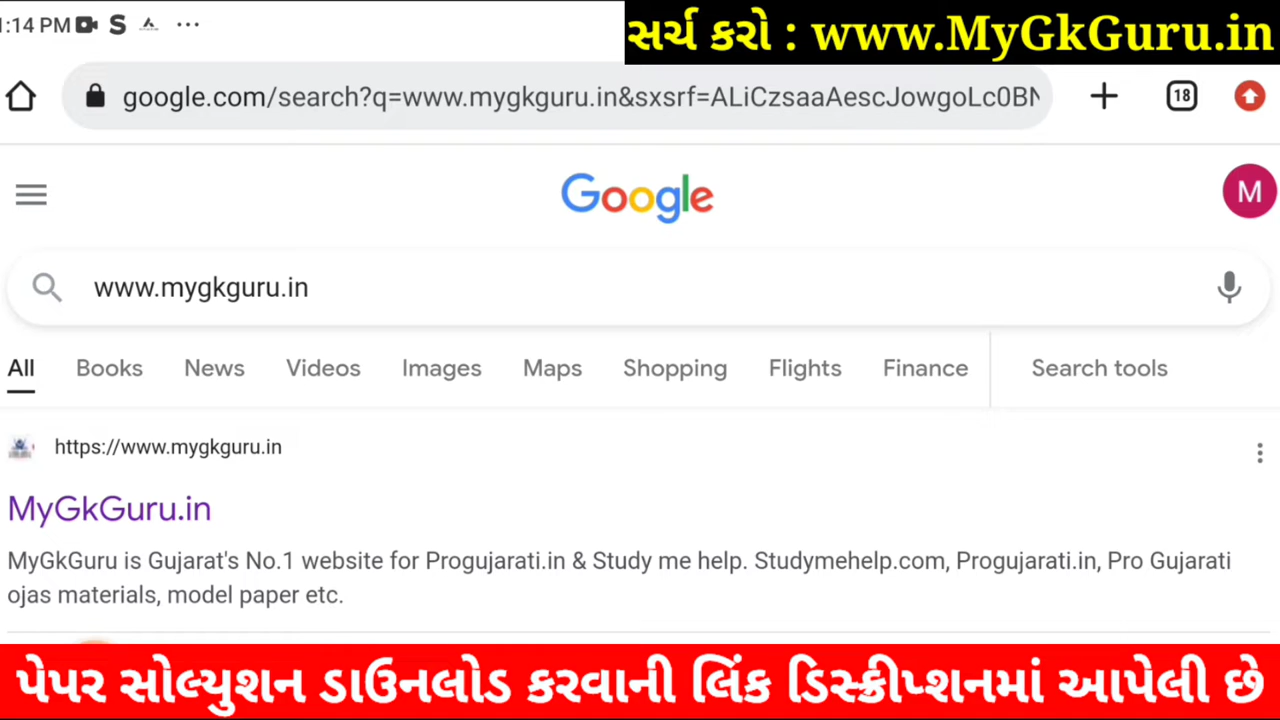 1:14 PM
સર્ચ કરો : www.MyGkGuru.in
google.com/search?q=www.mygkguru.in&sxsrf=ALiCzsaaAescJowgoLc0BN
18
Google
M
www.mygkguru.in
All Books News Videos Images Maps Shopping Flights Finance Search tools
https://www.mygkguru.in
MyGkGuru.in
MyGkGuru is Gujarat's No.1 website for Progujarati.in & Study me help. Studymehelp.com, Progujarati.in, Pro Gujarati
ojas materials, model paper etc.
પેપર સોલ્યુશન ડાઉનલોડ કરવાની લિંક ડિસ્ક્રીપ્શનમાં આપેલી છે